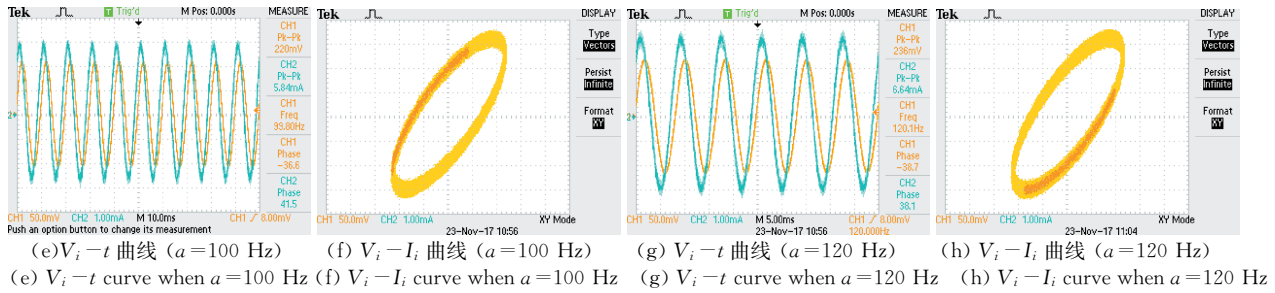 Tek Trig'd M Pos: 0.000s MEASURE
CH1
Pk-Pk
220mV
CH2
Pk-Pk
5.84mA
CH1
Freq
99.80Hz
CH1
Phase
-36.6
CH2
Phase
41.5
2
CH1 50.0mV CH2 1.00mA M 10.0ms CH1 / 8.00mV
Push an option button to change its measurement
Tek DISPLAY
Type
Vectors
Persist
Infinite
Format
XY
CH1 50.0mV CH2 1.00mA XY Mode
23-Nov-17 10:56
Tek Trig'd M Pos: 0.000s MEASURE
CH1
Pk-Pk
236mV
CH2
Pk-Pk
6.64mA
CH1
Freq
120.1Hz
CH1
Phase
-38.7
CH2
Phase
38.1
2
CH1 50.0mV CH2 1.00mA M 5.00ms CH1 / 8.00mV
23-Nov-17 10:56 120.000Hz
Tek DISPLAY
Type
Vectors
Persist
Infinite
Format
XY
CH1 50.0mV CH2 1.00mA XY Mode
23-Nov-17 11:04
(e)Vi－t 曲线 (a＝100 Hz)
(f) Vi－Ii 曲线 (a＝100 Hz)
(g) Vi－t 曲线 (a＝120 Hz)
(h) Vi－Ii 曲线 (a＝120 Hz)
(e) Vi－t curve when a＝100 Hz
(f) Vi－Ii curve when a＝100 Hz
(g) Vi－t curve when a＝120 Hz
(h) Vi－Ii curve when a＝120 Hz